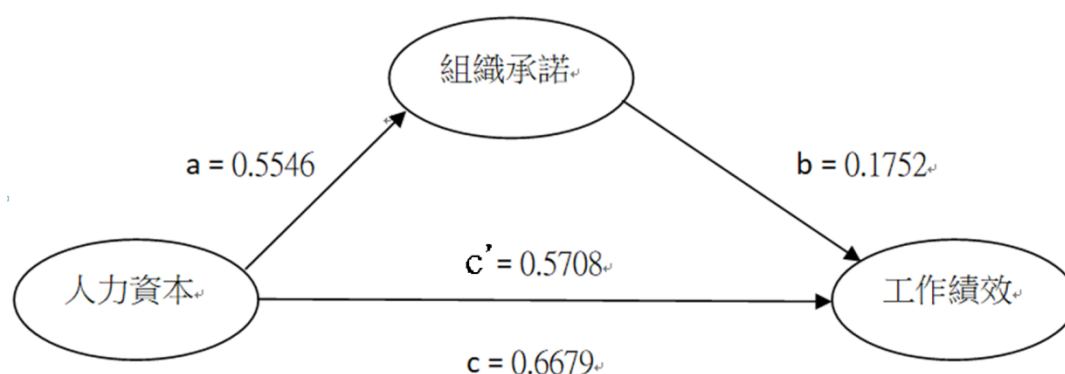 組織承諾
a = 0.5546
b = 0.1752
c’ = 0.5708
人力資本
工作績效
c = 0.6679